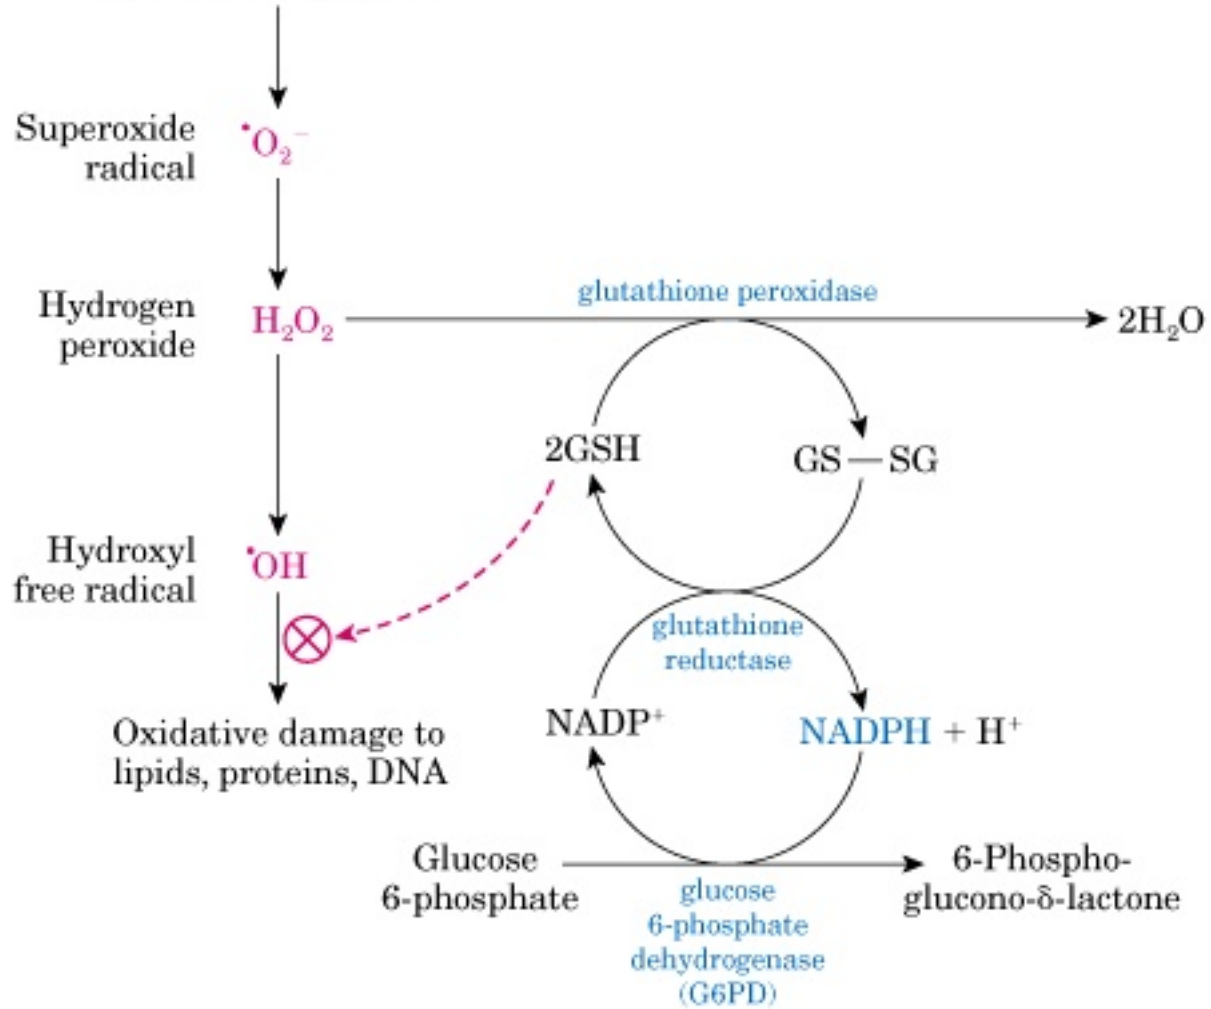 Superoxide
radical
•O₂⁻
Hydrogen
peroxide
H₂O₂
glutathione peroxidase
2H₂O
2GSH
GS — SG
Hydroxyl
free radical
•OH
glutathione
reductase
NADP⁺
NADPH + H⁺
Oxidative damage to
lipids, proteins, DNA
Glucose
6-phosphate
glucose
6-phosphate
dehydrogenase
(G6PD)
6-Phospho-
glucono-δ-lactone